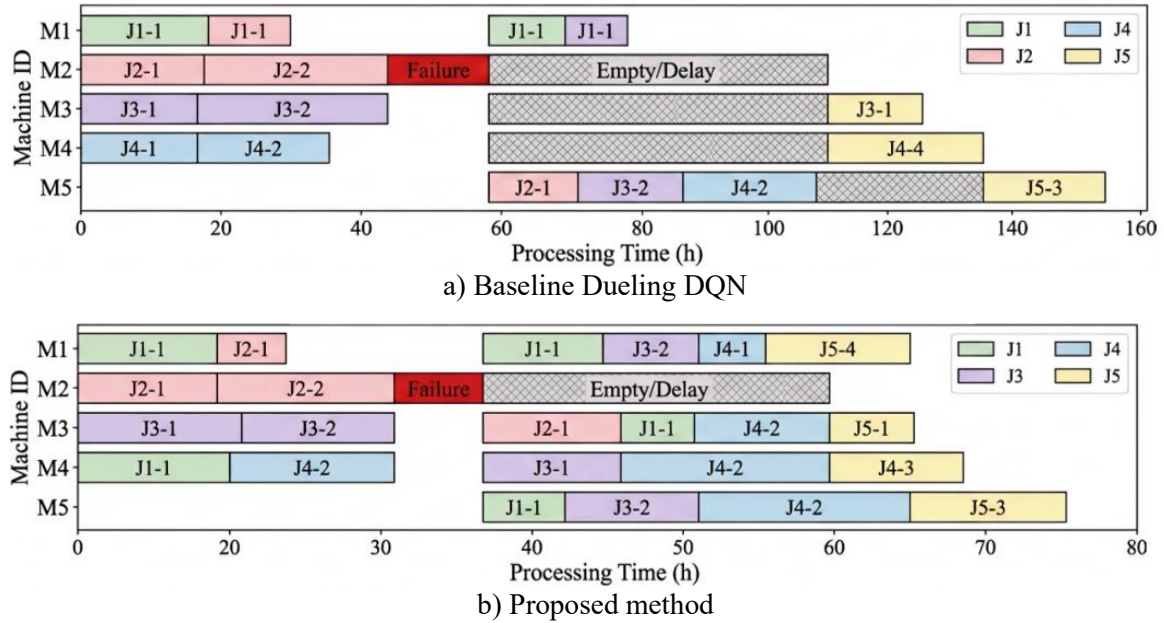 M1 J1-1 J1-1 J1-1 J1-1 J1 J4
M2 J2-1 J2-2 Failure Empty/Delay J2 J5
M3 J3-1 J3-2 J3-1
M4 J4-1 J4-2 J4-4
M5 J2-1 J3-2 J4-2 J5-3
Machine ID
0 20 40 60 80 100 120 140 160
Processing Time (h)
a) Baseline Dueling DQN
M1 J1-1 J2-1 J1-1 J3-2 J4-1 J5-4 J1 J4
M2 J2-1 J2-2 Failure Empty/Delay J3 J5
M3 J3-1 J3-2 J2-1 J1-1 J4-2 J5-1
M4 J1-1 J4-2 J3-1 J4-2 J4-3
M5 J1-1 J3-2 J4-2 J5-3
Machine ID
0 20 30 40 50 60 70 80
Processing Time (h)
b) Proposed method